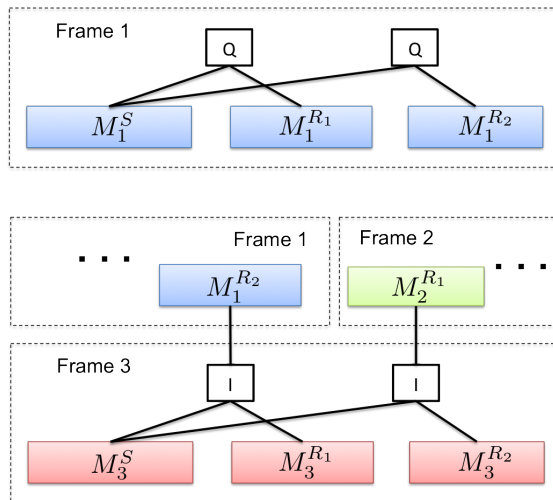 Frame 1
Q Q
M_1^S M_1^{R_1} M_1^{R_2}
Frame 1 Frame 2
. . . . . .
M_1^{R_2} M_2^{R_1}
Frame 3
I I
M_3^S M_3^{R_1} M_3^{R_2}